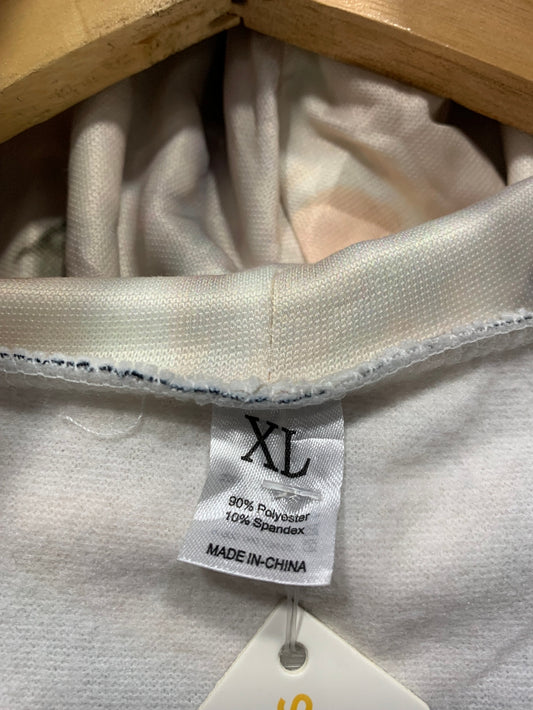 XL
90% Polyester
10% Spandex
MADE IN-CHINA
S